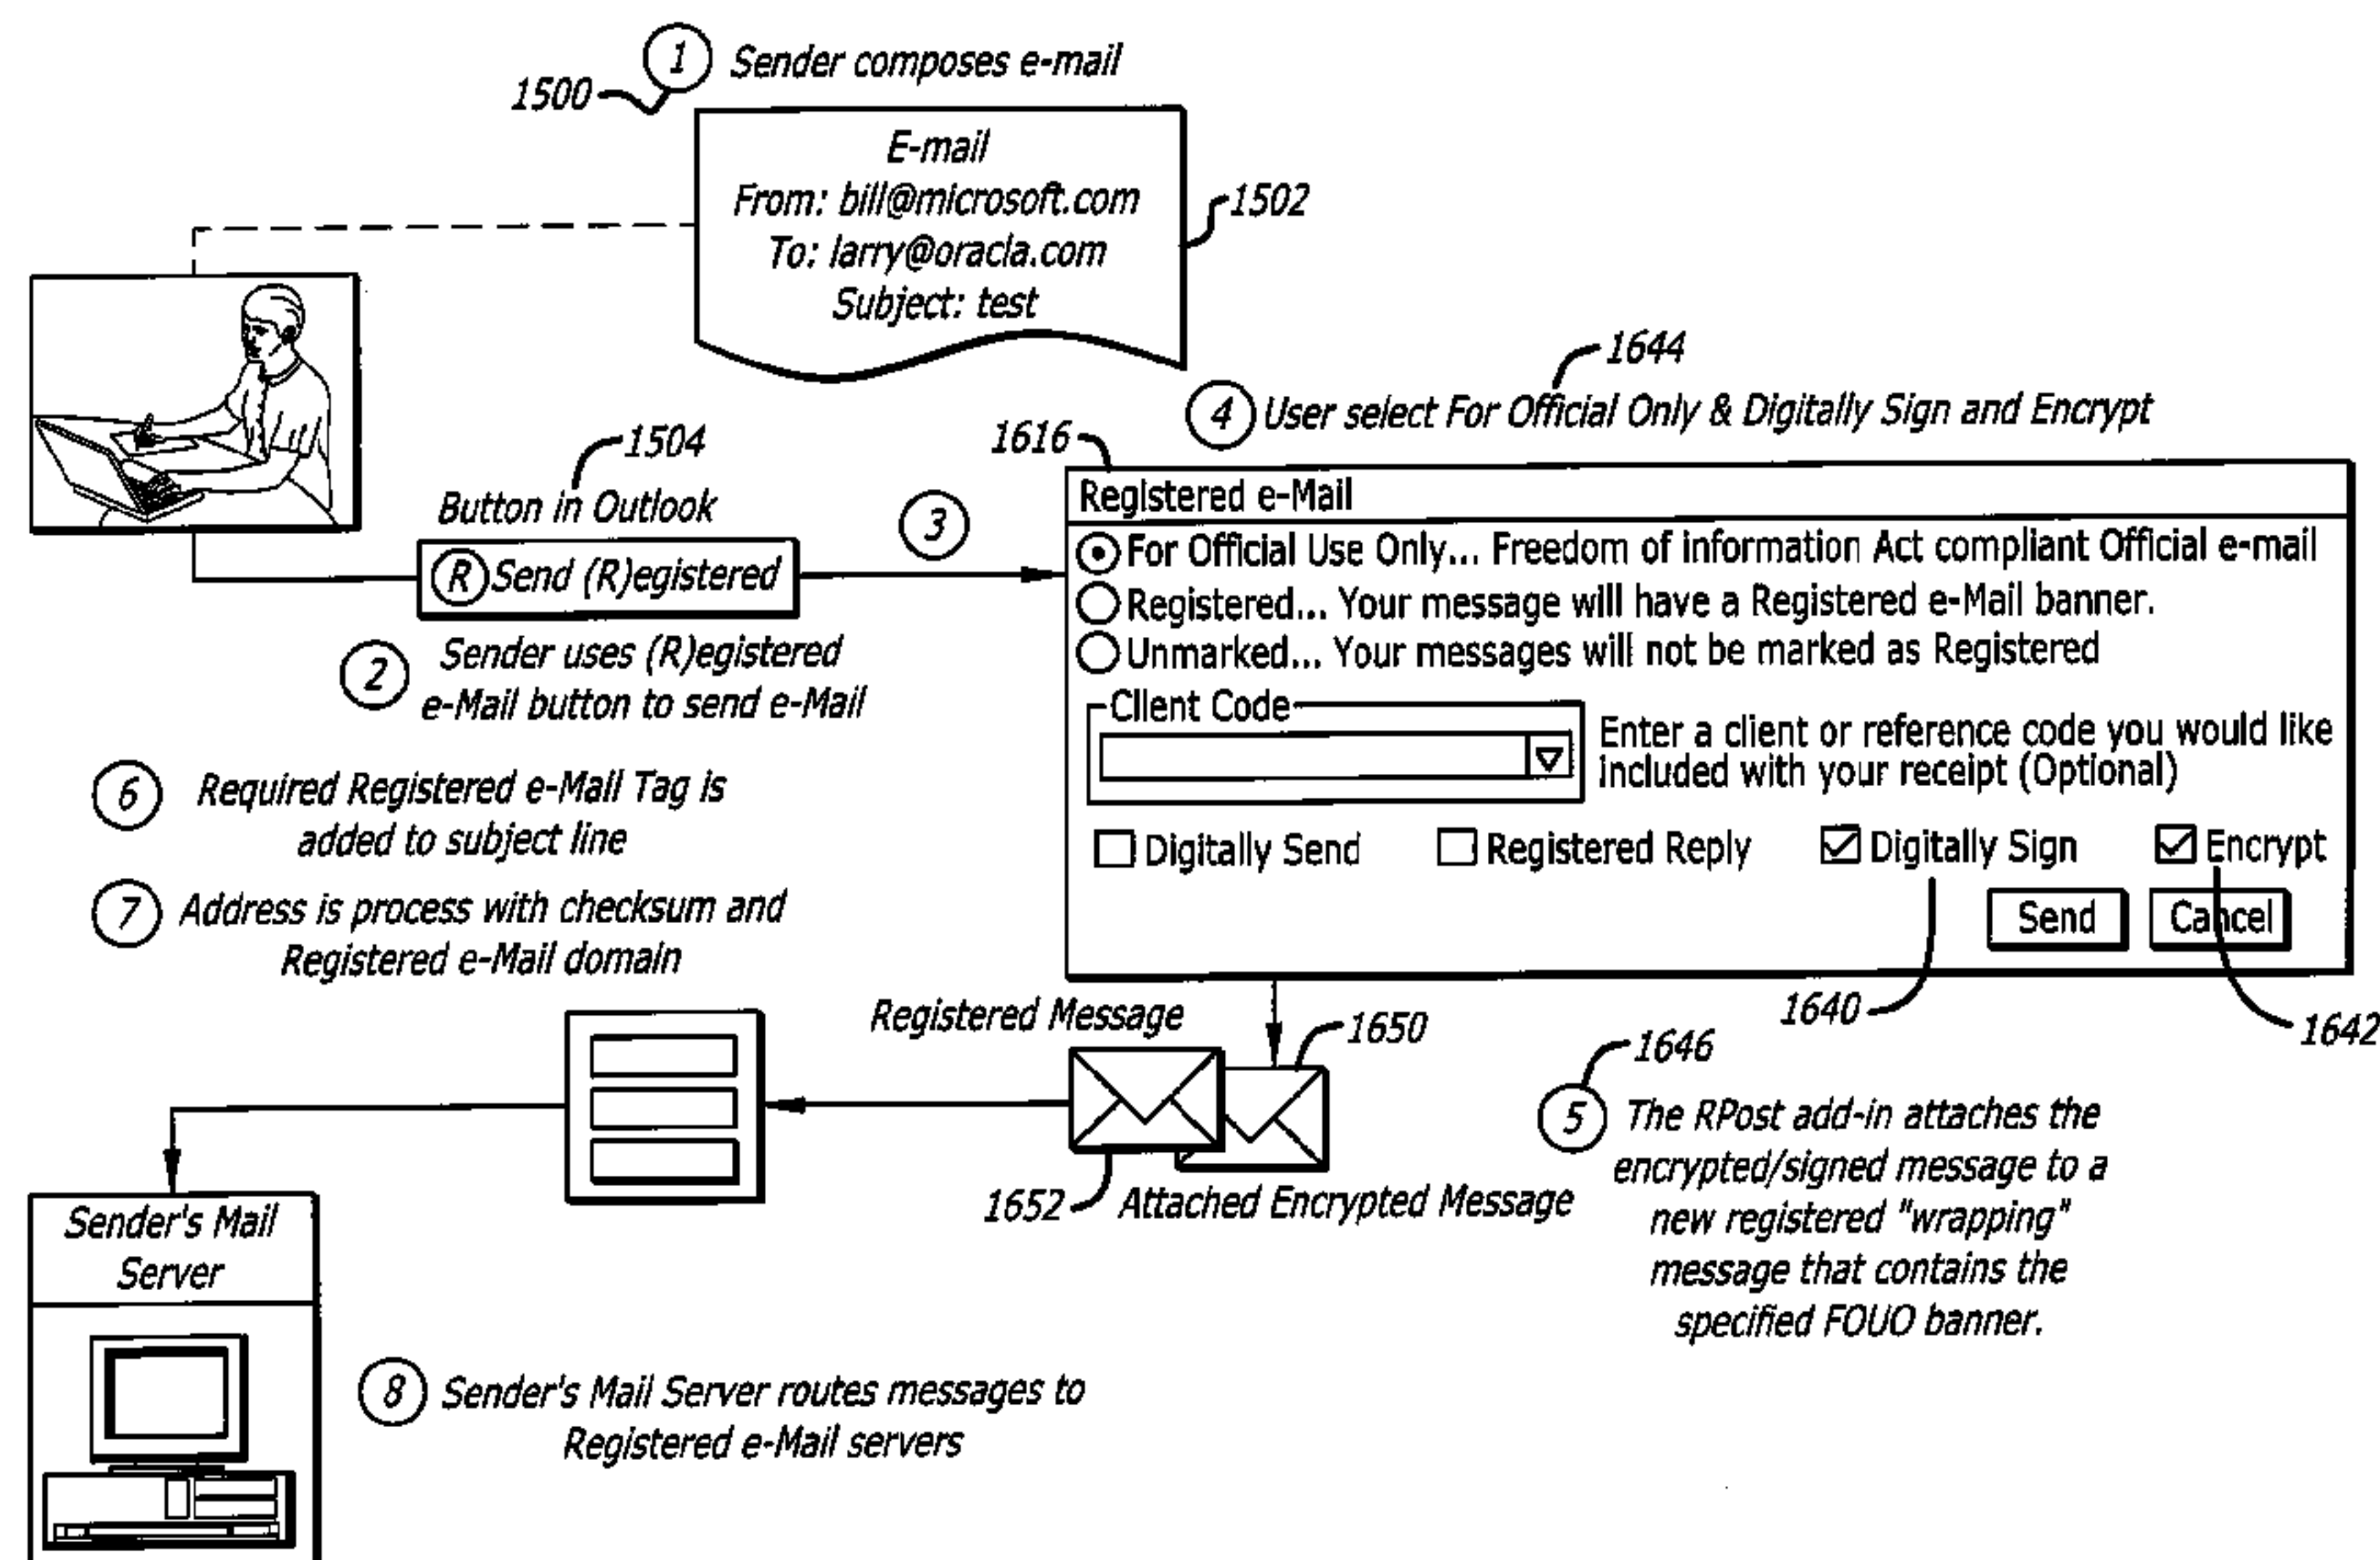 1 Sender composes e-mail
1500
E-mail
From: bill@microsoft.com
To: larry@oracla.com
Subject: test
1502
1644
4 User select For Official Only & Digitally Sign and Encrypt
1504
1616
Button in Outlook
R Send (R)egistered
3
2 Sender uses (R)egistered
e-Mail button to send e-Mail
Registered e-Mail
For Official Use Only... Freedom of information Act compliant Official e-mail
Registered... Your message will have a Registered e-Mail banner.
Unmarked... Your messages will not be marked as Registered
Client Code
Enter a client or reference code you would like
included with your receipt (Optional)
Digitally Send
Registered Reply
Digitally Sign
Encrypt
Send
Cancel
1640
1642
6 Required Registered e-Mail Tag is
added to subject line
7 Address is process with checksum and
Registered e-Mail domain
Registered Message
1650
1652
Attached Encrypted Message
1646
5 The RPost add-in attaches the
encrypted/signed message to a
new registered "wrapping"
message that contains the
specified FOUO banner.
Sender's Mail
Server
8 Sender's Mail Server routes messages to
Registered e-Mail servers